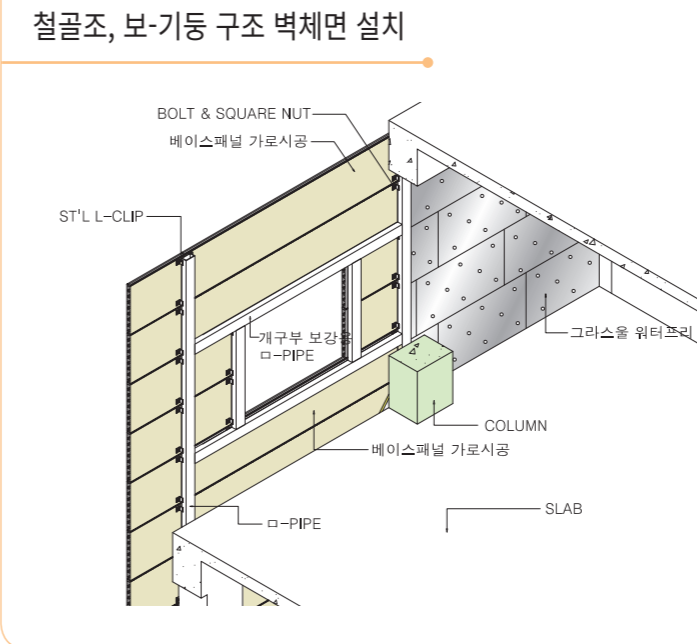 철골조, 보-기둥 구조 벽체면 설치
BOLT & SQUARE NUT
베이스패널 가로시공
ST'L L-CLIP
개구부 보강용
ㅁ-PIPE
그라스울 워터프리
COLUMN
베이스패널 가로시공
SLAB
ㅁ-PIPE